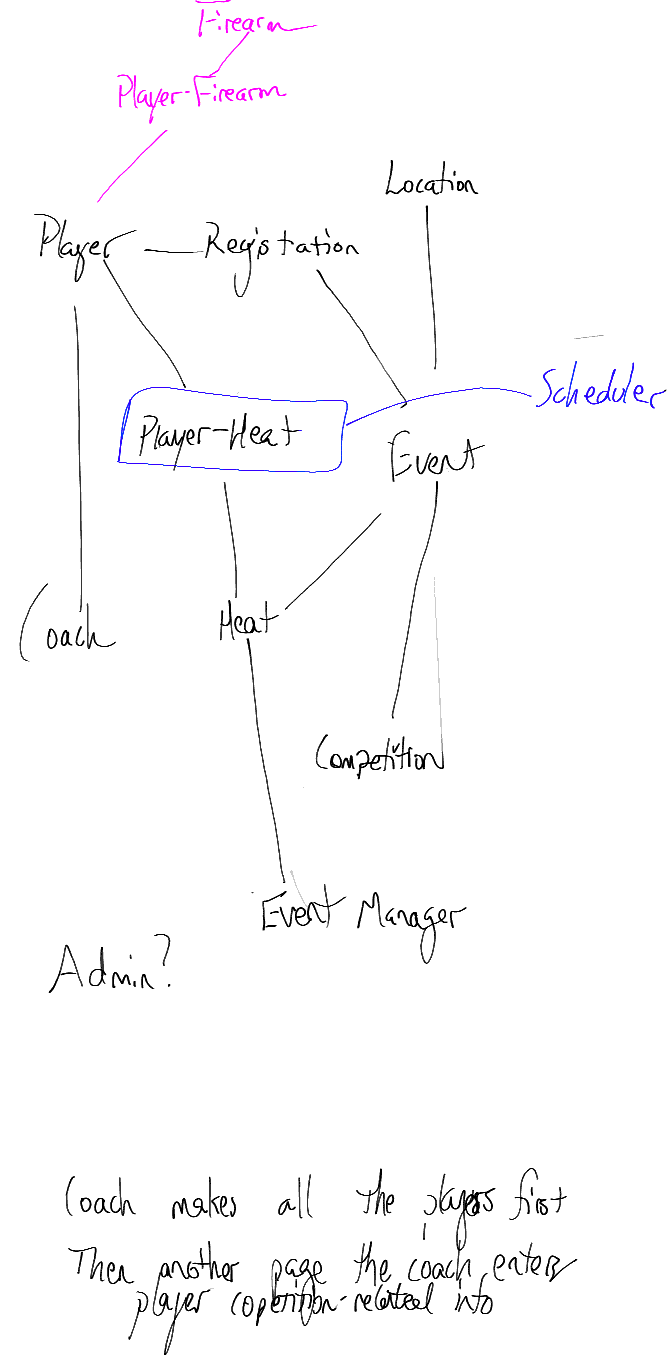 Firearm
Player-Firearm
Location
Player
Registation
Scheduler
Player-Heat
Event
Heat
Coach
Competition
Event Manager
Admin?
Coach makes all the players first
Then another page the coach enters
player copetition-related info